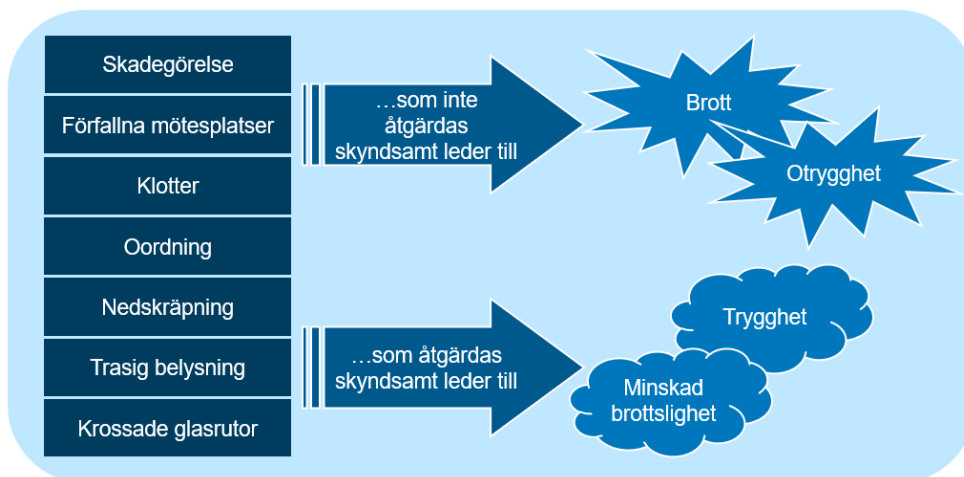 Skadegörelse
Förfallna mötesplatser
Klotter
Oordning
Nedskräpning
Trasig belysning
Krossade glasrutor
…som inte
åtgärdas
skyndsamt leder till
Brott
Otrygghet
…som åtgärdas
skyndsamt leder till
Trygghet
Minskad
brottslighet